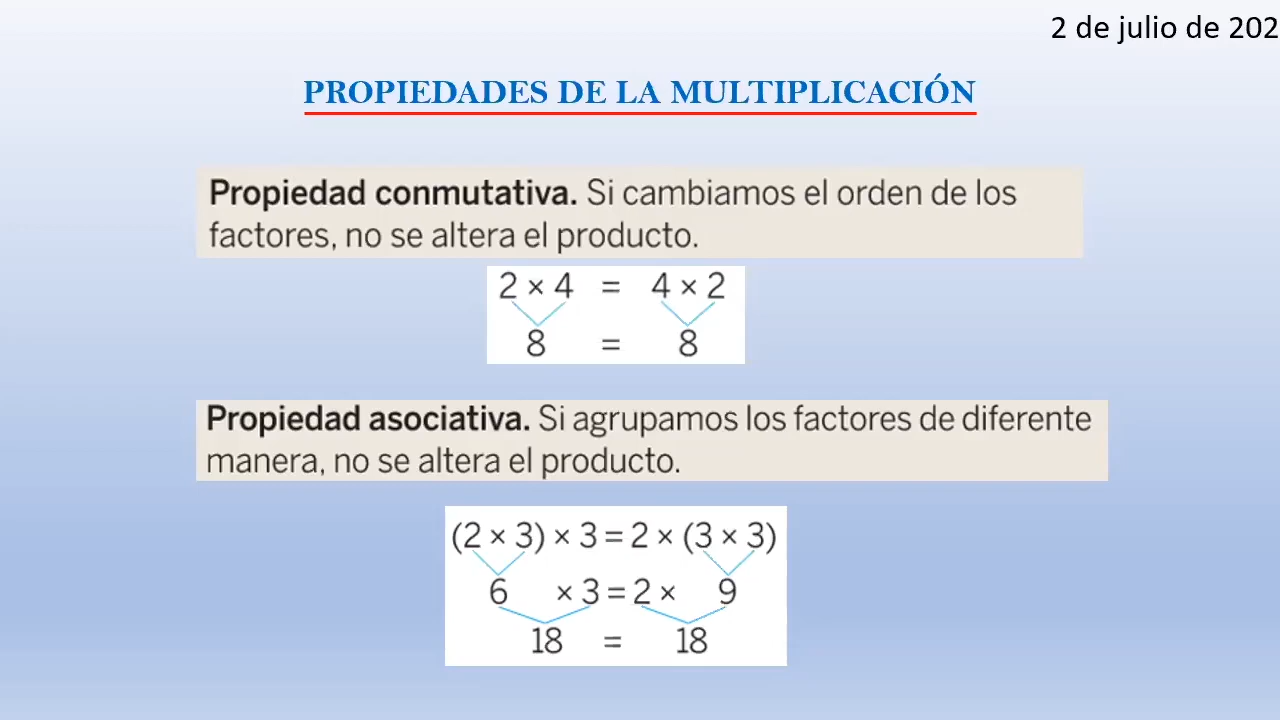 2 de julio de 202
PROPIEDADES DE LA MULTIPLICACIÓN
Propiedad conmutativa. Si cambiamos el orden de los
factores, no se altera el producto.
2 × 4 = 4 × 2
8 = 8
Propiedad asociativa. Si agrupamos los factores de diferente
manera, no se altera el producto.
(2 × 3) × 3 = 2 × (3 × 3)
6 × 3 = 2 × 9
18 = 18